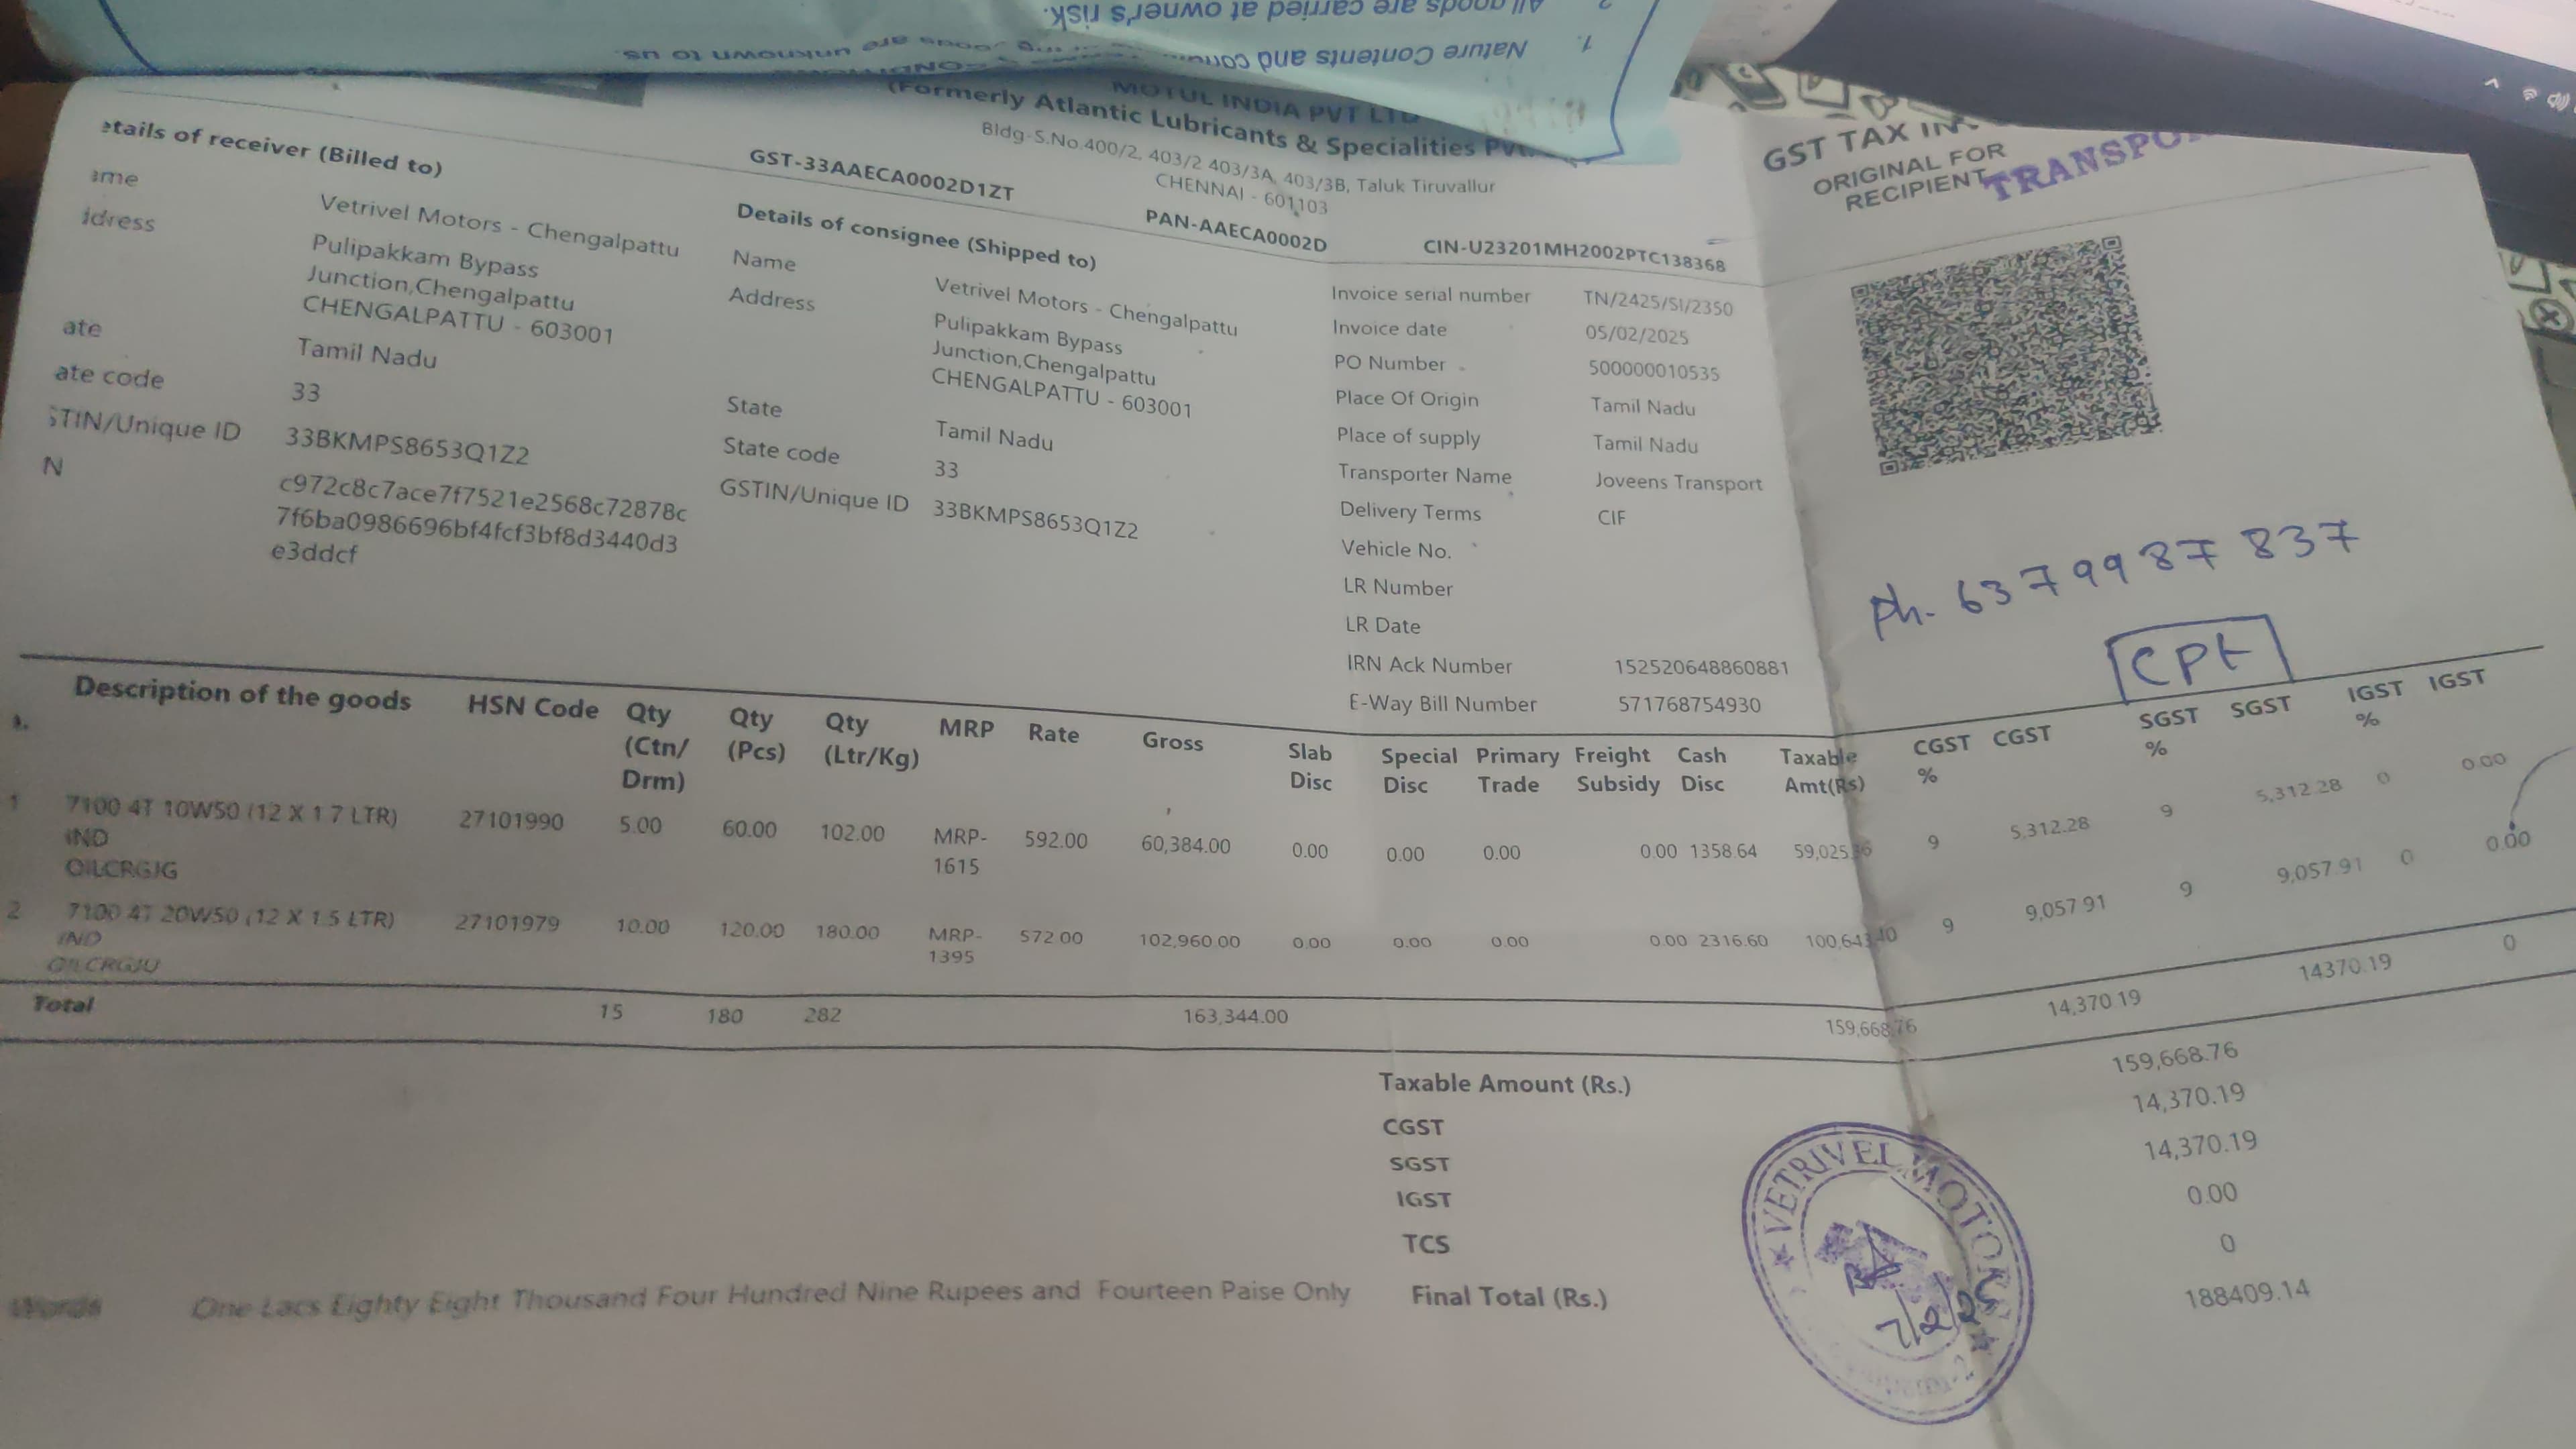 2. All goods are carried at owner's risk.
1. Nature Contents and
are unknown to us.
MOTUL INDIA PVT LTD
(Formerly Atlantic Lubricants & Specialities Pvt.
Bldg-S.No.400/2, 403/2 403/3A, 403/3B, Taluk Tiruvallur
CHENNAI - 601103
GST-33AAECA0002D1ZT
PAN-AAECA0002D
CIN-U23201MH2002PTC138368
GST TAX
ORIGINAL FOR
RECIPIENT
etails of receiver (Billed to)
ame Vetrivel Motors - Chengalpattu
ddress Pulipakkam Bypass
Junction,Chengalpattu
CHENGALPATTU - 603001
ate Tamil Nadu
ate code 33
STIN/Unique ID 33BKMPS8653Q1Z2
N c972c8c7ace7f7521e2568c72878c
7f6ba0986696bf4fcf3bf8d3440d3
e3ddcf
Details of consignee (Shipped to)
Name Vetrivel Motors - Chengalpattu
Address Pulipakkam Bypass
Junction,Chengalpattu
CHENGALPATTU - 603001
State Tamil Nadu
State code 33
GSTIN/Unique ID 33BKMPS8653Q1Z2
Invoice serial number TN/2425/SI/2350
Invoice date 05/02/2025
PO Number 500000010535
Place Of Origin Tamil Nadu
Place of supply Tamil Nadu
Transporter Name Joveens Transport
Delivery Terms CIF
Vehicle No.
LR Number
LR Date
IRN Ack Number 152520648860881
E-Way Bill Number 571768754930
Ph. 6379987837
CPt
Description of the goods HSN Code Qty (Ctn/ Drm) Qty (Pcs) Qty (Ltr/Kg) MRP Rate Gross Slab Disc Special Disc Primary Trade Freight Subsidy Cash Disc Taxable Amt(Rs) CGST % CGST SGST % SGST IGST % IGST
1 7100 4T 10W50 (12 X 1.7 LTR) 27101990 5.00 60.00 102.00 MRP- 592.00 60,384.00 0.00 0.00 0.00 0.00 1358.64 59,025.36 9 5,312.28 9 5,312.28 0 0.00
IND 1615
OILCRGJG
2 7100 4T 20W50 (12 X 1.5 LTR) 27101979 10.00 120.00 180.00 MRP- 572.00 102,960.00 0.00 0.00 0.00 0.00 2316.60 100,643.40 9 9,057.91 9 9,057.91 0 0.00
IND 1395
OILCRGJU
Total 15 180 282 163,344.00 159,668.76 14,370.19 14370.19 0
Taxable Amount (Rs.) 159,668.76
CGST 14,370.19
SGST 14,370.19
IGST 0.00
TCS 0
Words One Lacs Eighty Eight Thousand Four Hundred Nine Rupees and Fourteen Paise Only Final Total (Rs.) 188409.14
VETRIVEL MOTORS